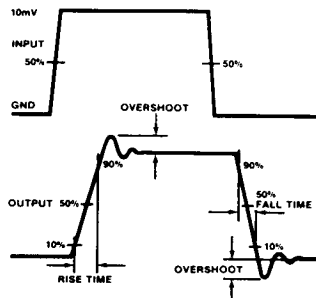 10mV
INPUT
50%
50%
GND
OVERSHOOT
90%
90%
OUTPUT
50%
50%
FALL TIME
10%
10%
RISE TIME
OVERSHOOT